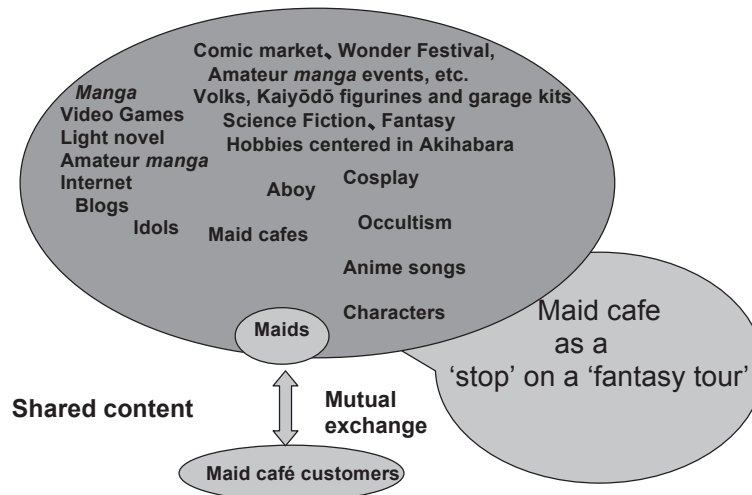 Comic market、Wonder Festival,
Amateur manga events, etc.
Manga
Volks, Kaiyōdō figurines and garage kits
Video Games
Science Fiction、Fantasy
Light novel
Hobbies centered in Akihabara
Amateur manga
Internet
Cosplay
Aboy
Blogs
Idols
Maid cafes
Occultism
Anime songs
Characters
Maids
Maid cafe
as a
‘stop’ on a ‘fantasy tour’
Shared content
Mutual
exchange
Maid café customers